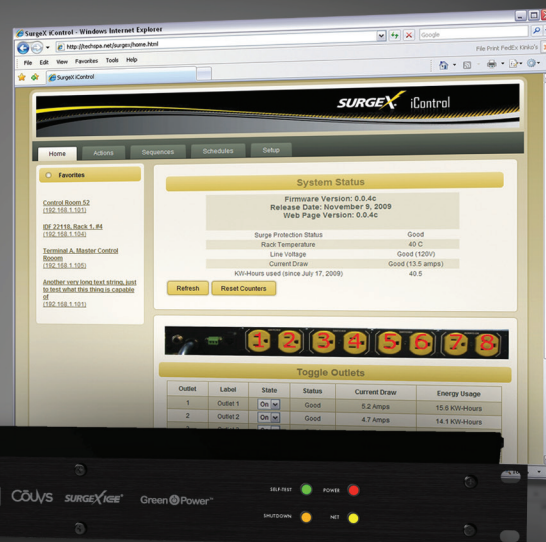 SurgeX iControl - Windows Internet Explorer
http://techspa.net/surgex/home.html
Google
File Edit View Favorites Tools Help
File Print FedEx Kinko's
SurgeX iControl
SURGEX iControl
Home Actions Sequences Schedules Setup
Favorites
Control Room 52
(192.168.1.101)
IDF 22118, Rack 1, #4
(192.168.1.104)
Terminal A, Master Control
Rooom
(192.168.1.105)
Another very long text string, just
to test what this thing is capable
of
(192.168.1.101)
System Status
Firmware Version: 0.0.4c
Release Date: November 9, 2009
Web Page Version: 0.0.4c
Surge Protection Status Good
Rack Temperature 40 C
Line Voltage Good (120V)
Current Draw Good (13.5 amps)
KW-Hours used (since July 17, 2009) 40.5
Refresh Reset Counters
1 2 3 4 5 6 7 8
Toggle Outlets
Outlet Label State Status Current Draw Energy Usage
1 Outlet 1 On Good 5.2 Amps 15.6 KW-Hours
2 Outlet 2 On Good 4.7 Amps 14.1 KW-Hours
SELF-TEST POWER
SURGEX Green Power™
SHUTDOWN NET